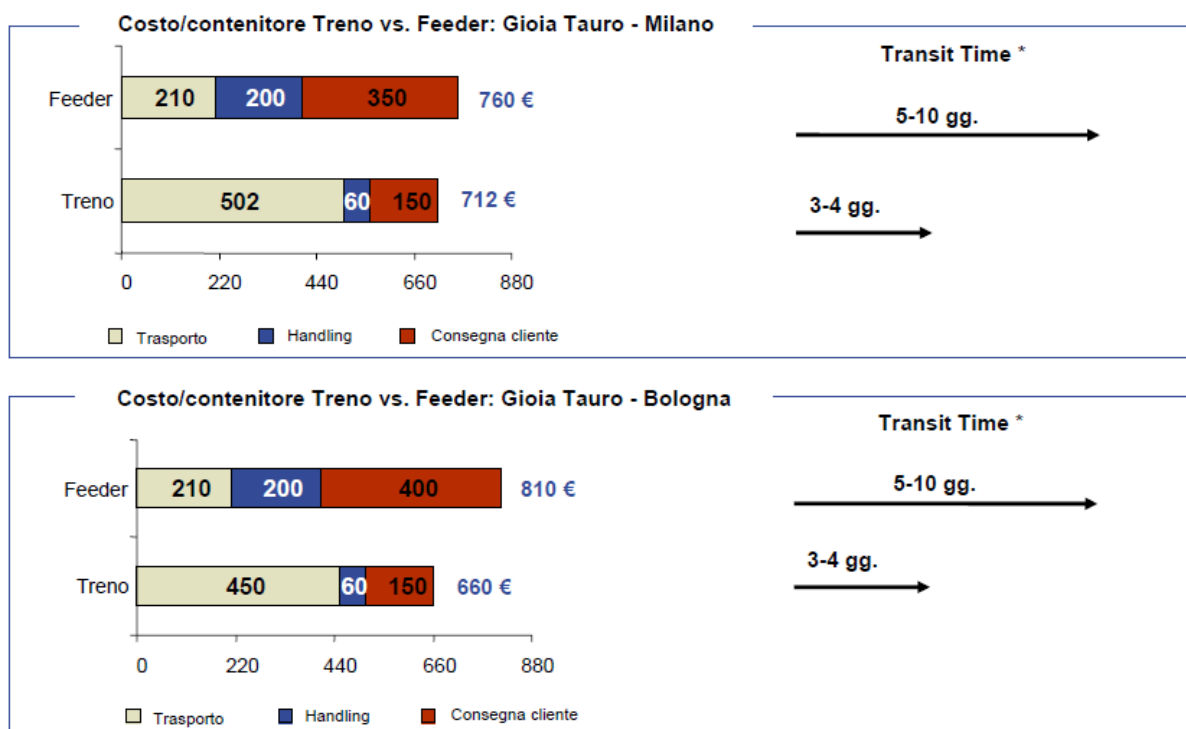 Costo/contenitore Treno vs. Feeder: Gioia Tauro - Milano
Transit Time *
Feeder 210 200 350 760 €
5-10 gg.
Treno 502 60 150 712 €
3-4 gg.
0 220 440 660 880
Trasporto Handling Consegna cliente
Costo/contenitore Treno vs. Feeder: Gioia Tauro - Bologna
Transit Time *
Feeder 210 200 400 810 €
5-10 gg.
Treno 450 60 150 660 €
3-4 gg.
0 220 440 660 880
Trasporto Handling Consegna cliente